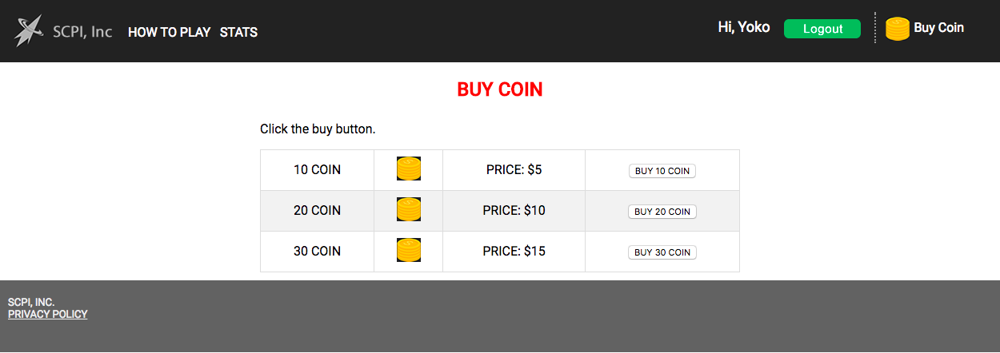 SCPI, Inc HOW TO PLAY STATS Hi, Yoko Logout Buy Coin
BUY COIN
Click the buy button.
10 COIN PRICE: $5 BUY 10 COIN
20 COIN PRICE: $10 BUY 20 COIN
30 COIN PRICE: $15 BUY 30 COIN
SCPI, INC.
PRIVACY POLICY